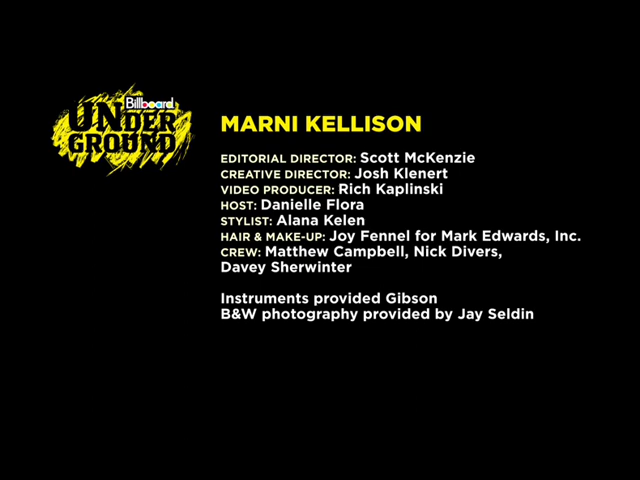 Billboard
UNDER
GROUND
MARNI KELLISON
EDITORIAL DIRECTOR: Scott McKenzie
CREATIVE DIRECTOR: Josh Klenert
VIDEO PRODUCER: Rich Kaplinski
HOST: Danielle Flora
STYLIST: Alana Kelen
HAIR & MAKE-UP: Joy Fennel for Mark Edwards, Inc.
CREW: Matthew Campbell, Nick Divers,
Davey Sherwinter
Instruments provided Gibson
B&W photography provided by Jay Seldin